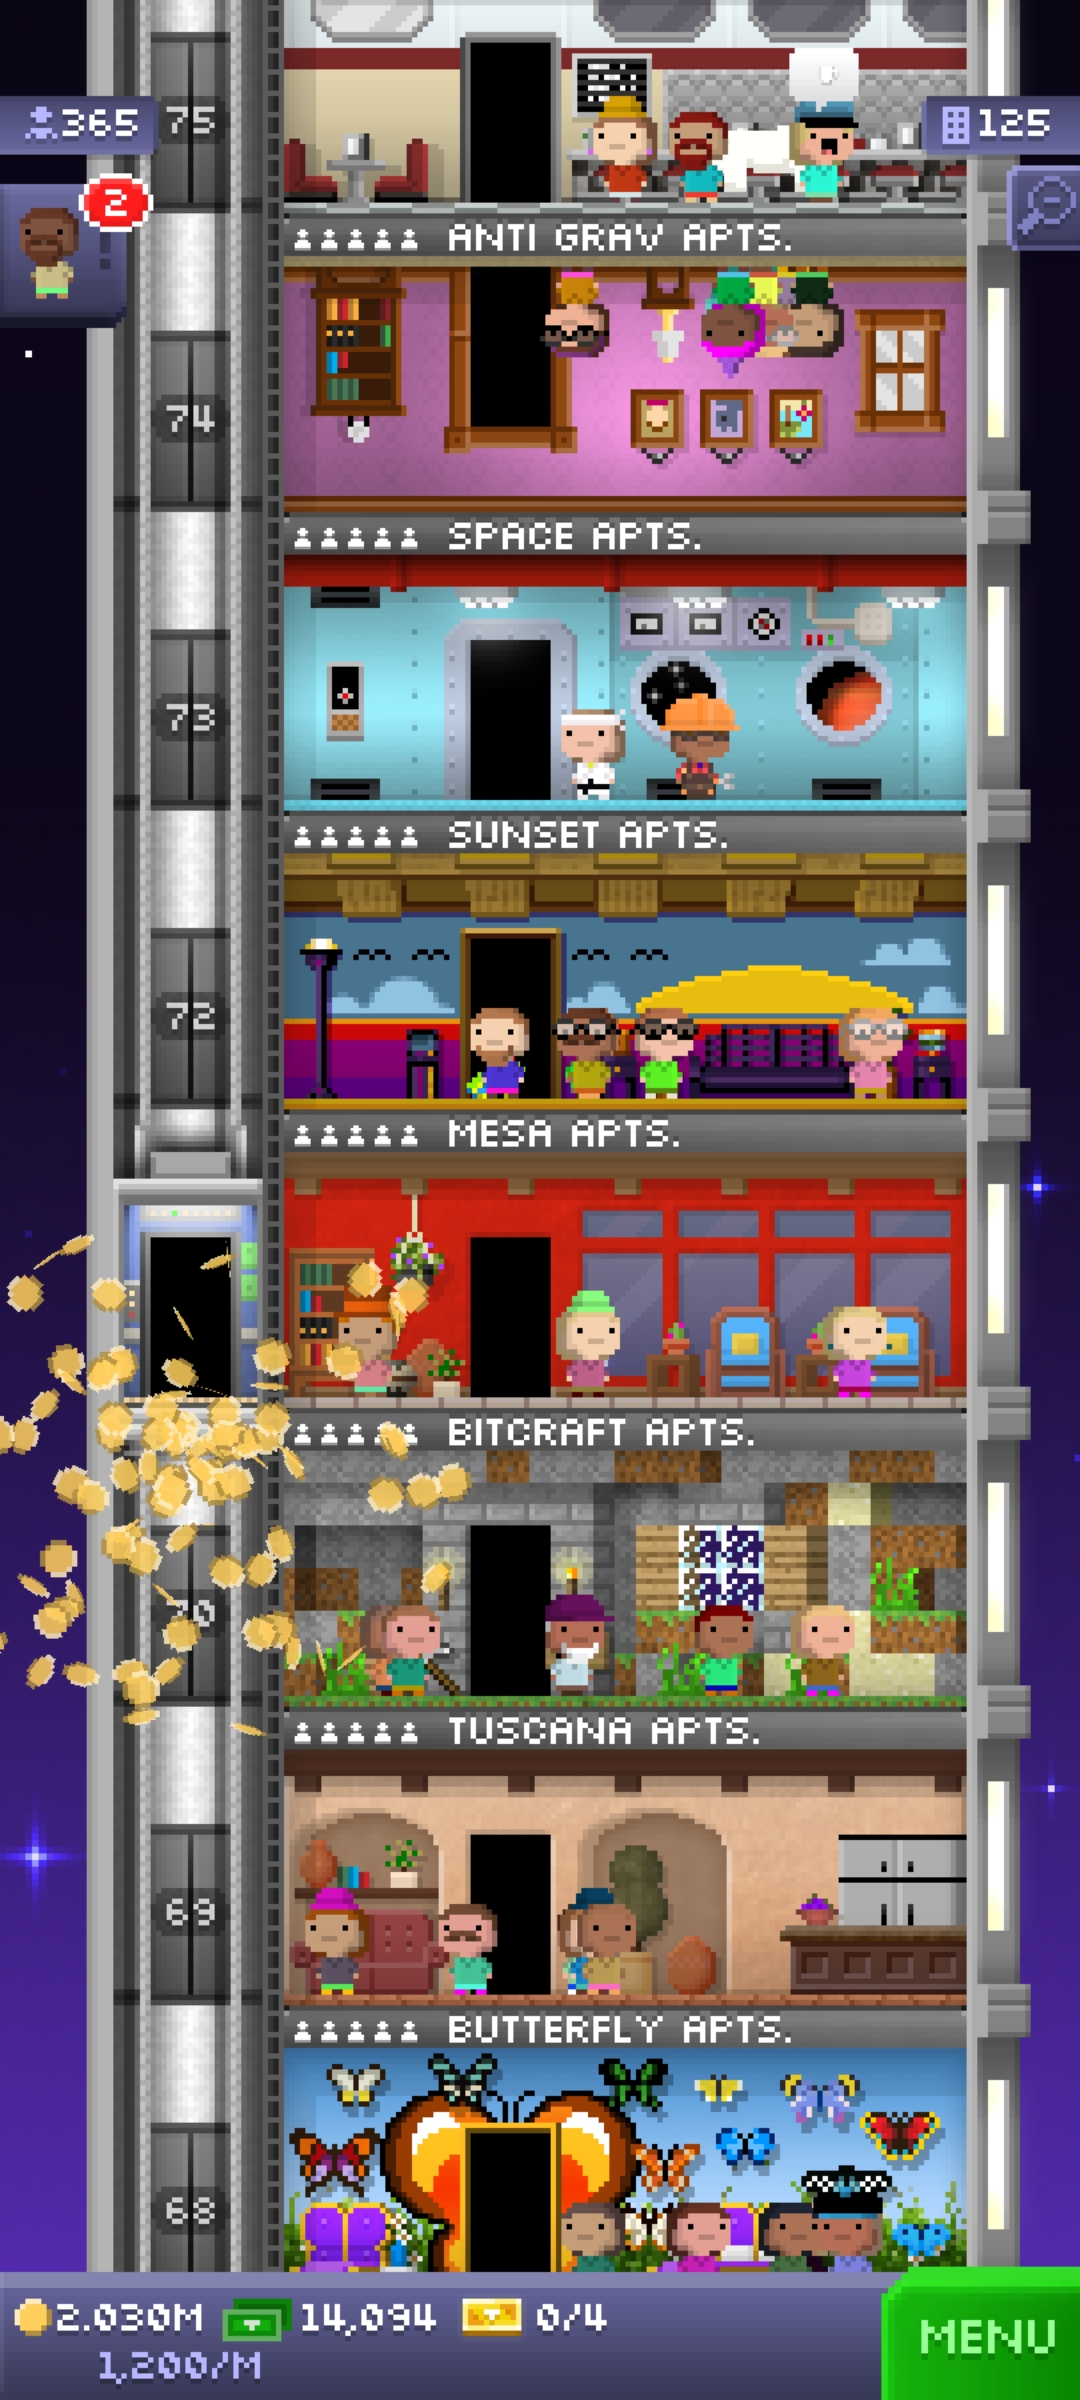 365
75
125
2
ANTI GRAV APTS.
74
SPACE APTS.
73
SUNSET APTS.
72
MESA APTS.
BITCRAFT APTS.
70
TUSCANA APTS.
69
BUTTERFLY APTS.
68
2.030M 14,094 0/4
1,200/M
MENU